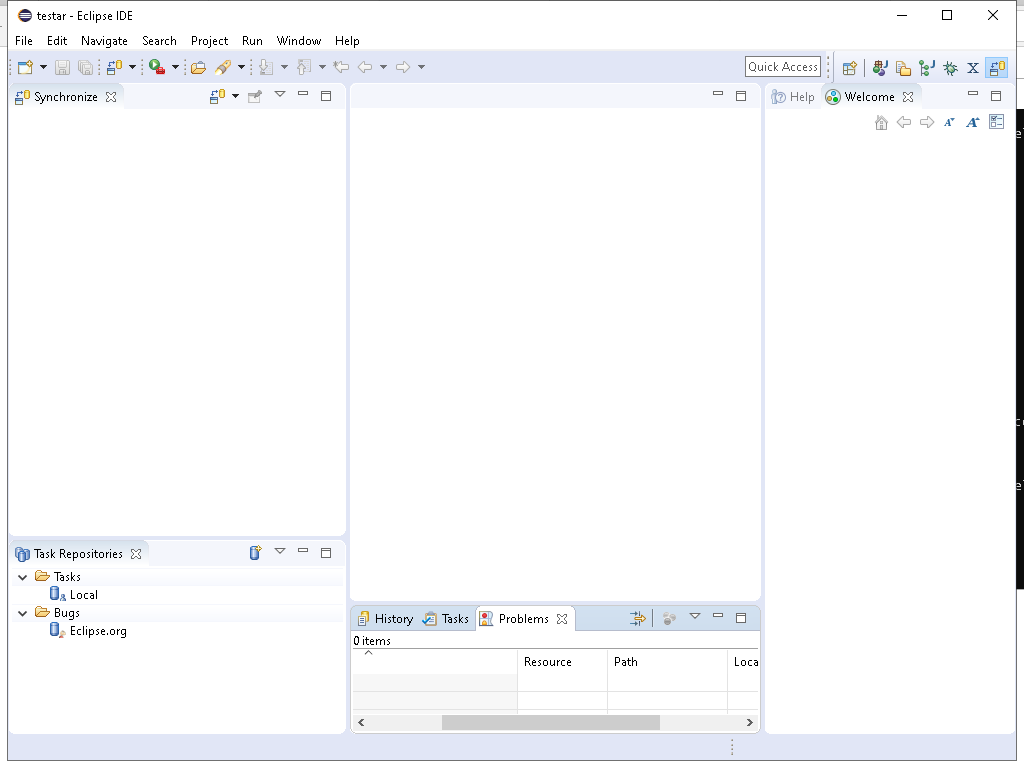 testar - Eclipse IDE
File Edit Navigate Search Project Run Window Help
Quick Access
Synchronize
Help Welcome
Task Repositories
Tasks
Local
Bugs
Eclipse.org
History Tasks Problems
0 items
Resource Path Loca